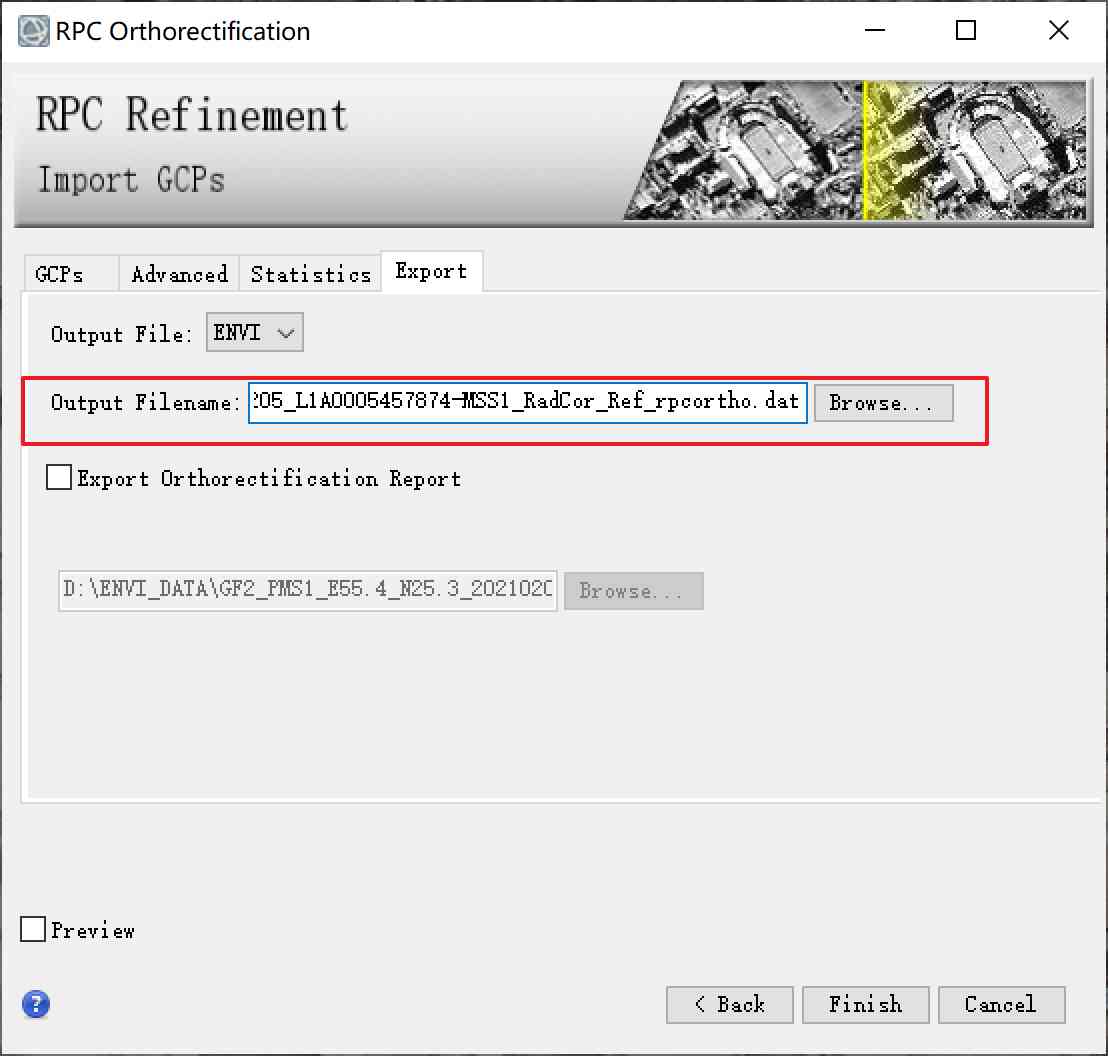 RPC Orthorectification
RPC Refinement
Import GCPs
GCPs Advanced Statistics Export
Output File: ENVI
Output Filename: 205_L1A0005457874-MSS1_RadCor_Ref_rpcortho.dat Browse...
Export Orthorectification Report
D:\ENVI_DATA\GF2_PMS1_E55.4_N25.3_2021020 Browse...
Preview
?
< Back Finish Cancel